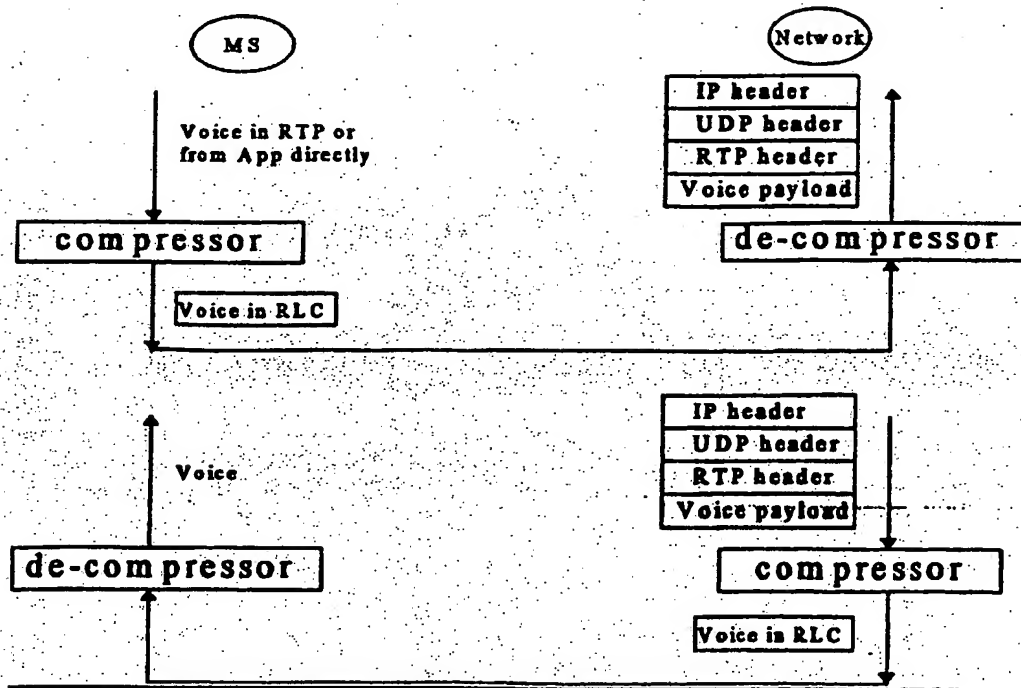 MS
Network
IP header
UDP header
RTP header
Voice payload
Voice in RTP or
from App directly
compressor
de-compressor
Voice in RLC
IP header
UDP header
RTP header
Voice payload
Voice
de-compressor
compressor
Voice in RLC